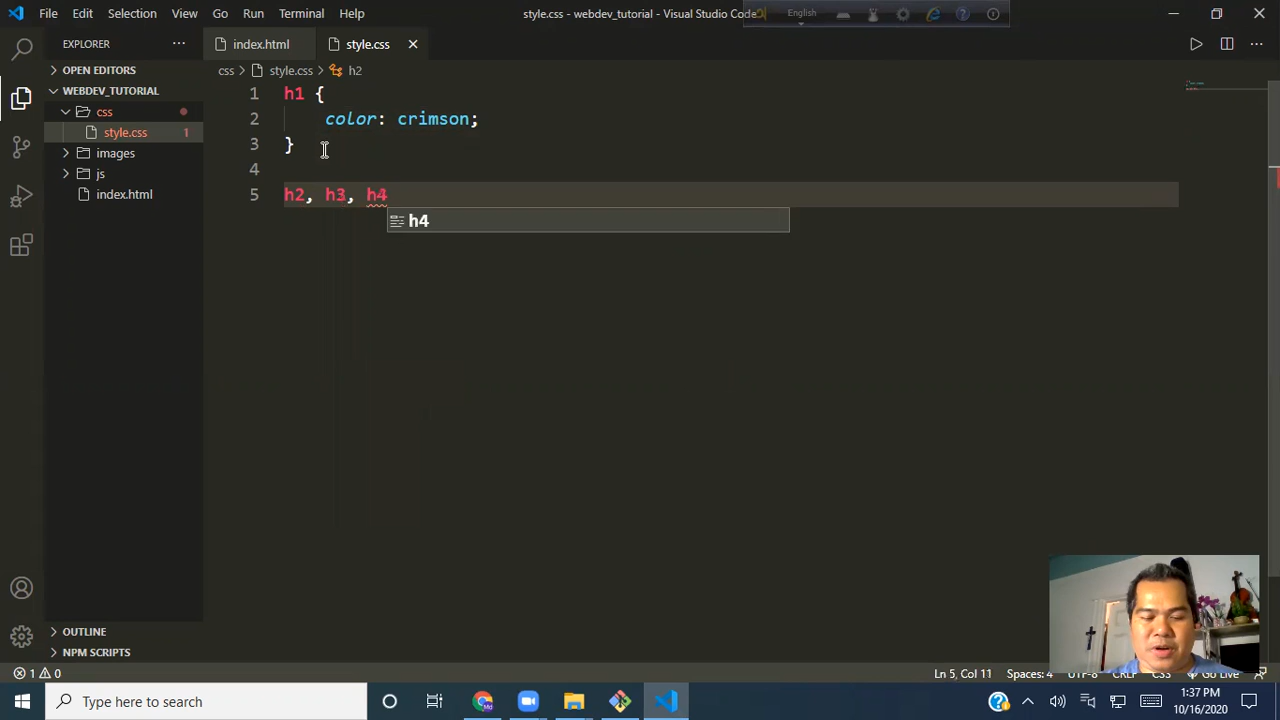 File Edit Selection View Go Run Terminal Help
style.css - webdev_tutorial - Visual Studio Code
English
EXPLORER
index.html
style.css
OPEN EDITORS
css > style.css > h2
WEBDEV_TUTORIAL
css
style.css 1
images
js
index.html
1 h1 {
2 color: crimson;
3 }
4
5 h2, h3, h4
h4
OUTLINE
NPM SCRIPTS
1 0
Ln 5, Col 11 Spaces: 4 UTF-8 CRLF CSS Go Live
Type here to search
1:37 PM
10/16/2020